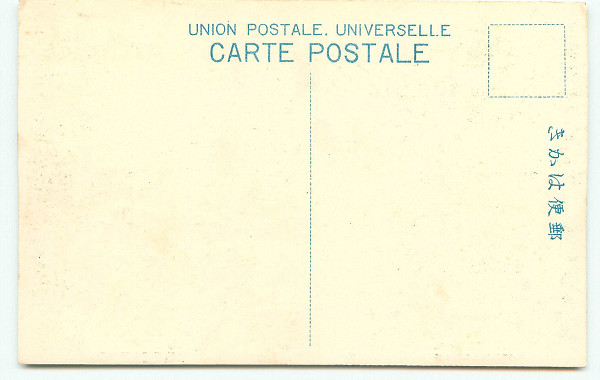 UNION POSTALE. UNIVERSELLE
CARTE POSTALE
郵便はかき